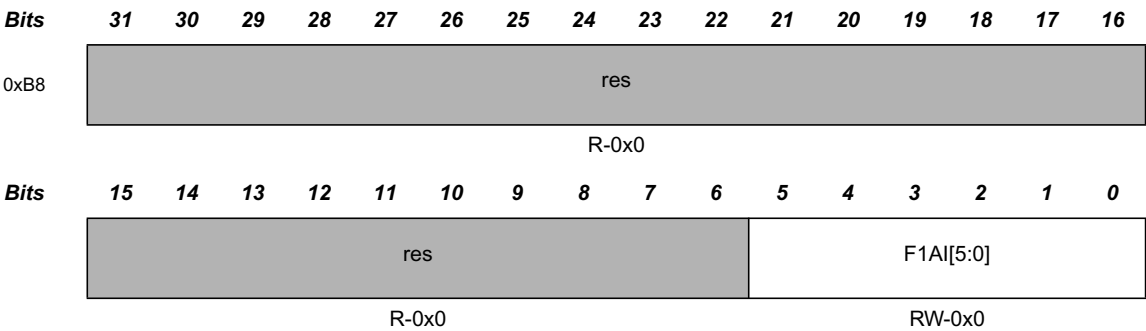 Bits 31 30 29 28 27 26 25 24 23 22 21 20 19 18 17 16
0xB8 res
R-0x0
Bits 15 14 13 12 11 10 9 8 7 6 5 4 3 2 1 0
res F1AI[5:0]
R-0x0 RW-0x0